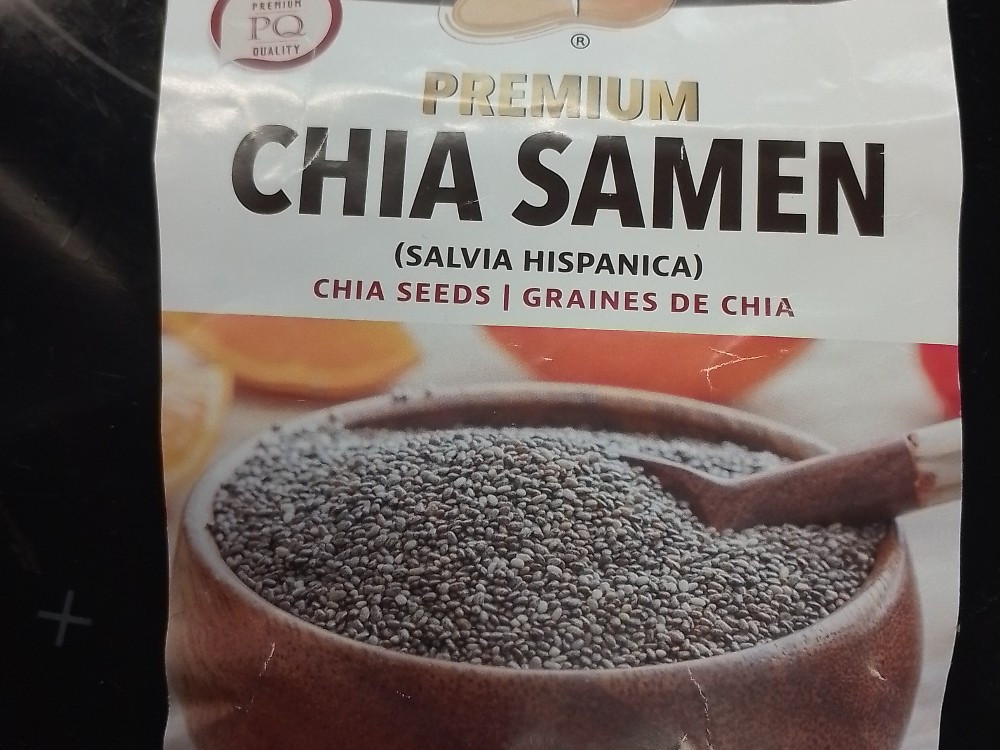 PREMIUM
PQ
QUALITY
®
PREMIUM
CHIA SAMEN
(SALVIA HISPANICA)
CHIA SEEDS | GRAINES DE CHIA